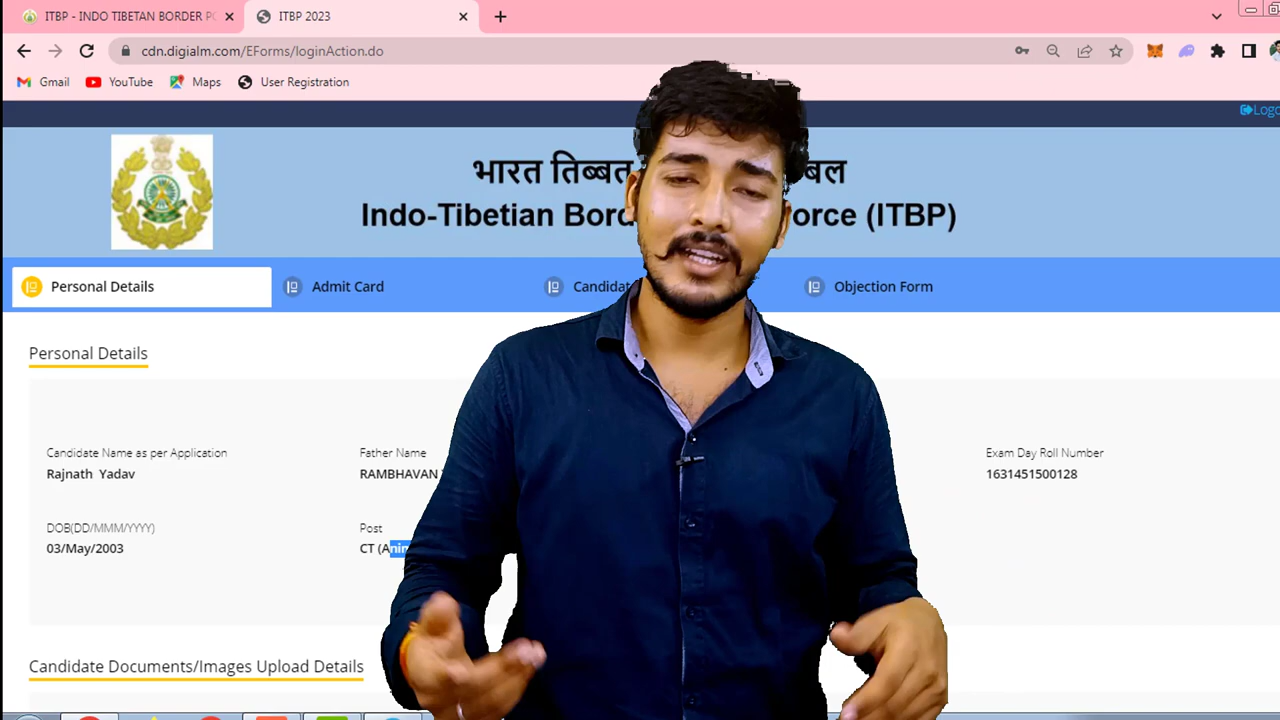 ITBP - INDO TIBETAN BORDER PO
ITBP 2023
cdn.digialm.com/EForms/loginAction.do
Gmail
YouTube
Maps
User Registration
भारत तिब्बत
बल
Indo-Tibetian Bord
orce (ITBP)
Personal Details
Admit Card
Candidat
Objection Form
Personal Details
Candidate Name as per Application
Father Name
Exam Day Roll Number
Rajnath Yadav
RAMBHAVAN
1631451500128
DOB(DD/MMM/YYYY)
Post
03/May/2003
CT (Anim
Candidate Documents/Images Upload Details